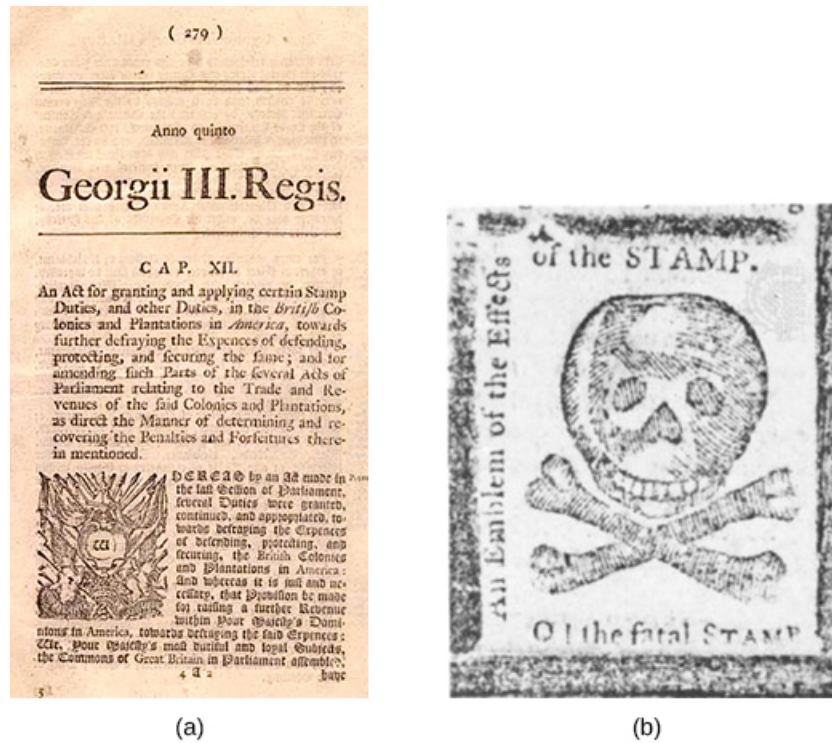 ( 279 )
Anno quinto
Georgii III. Regis.
C A P. XII.
An Act for granting and applying certain Stamp
Duties, and other Duties, in the Britiſh Co-
lonies and Plantations in America, towards
further defraying the Expences of defending,
protecting, and ſecuring the ſame; and for
amending ſuch Parts of the ſeveral Acts of
Parliament relating to the Trade and Re-
venues of the ſaid Colonies and Plantations,
as direct the Manner of determining and re-
covering the Penalties and Forfeitures there-
in mentioned.
WHEREAS by an Act made in
the laſt Seſſion of Parliament,
ſeveral Duties were granted,
continued, and appropriated, to-
wards defraying the Expences
of defending, protecting, and
ſecuring, the Britiſh Colonies
and Plantations in America:
And whereas it is juſt and ne-
ceſſary, that Proviſion be made
for raiſing a further Revenue
within Your Majeſty's Domi-
nions in America, towards defraying the ſaid Expences:
We, Your Majeſty's moſt dutiful and loyal Subjects,
the Commons of Great Britain in Parliament aſſembled,
4 A 2 have
5
(a)
An Emblem of the Effects
of the STAMP.
O! the fatal STAMP
(b)